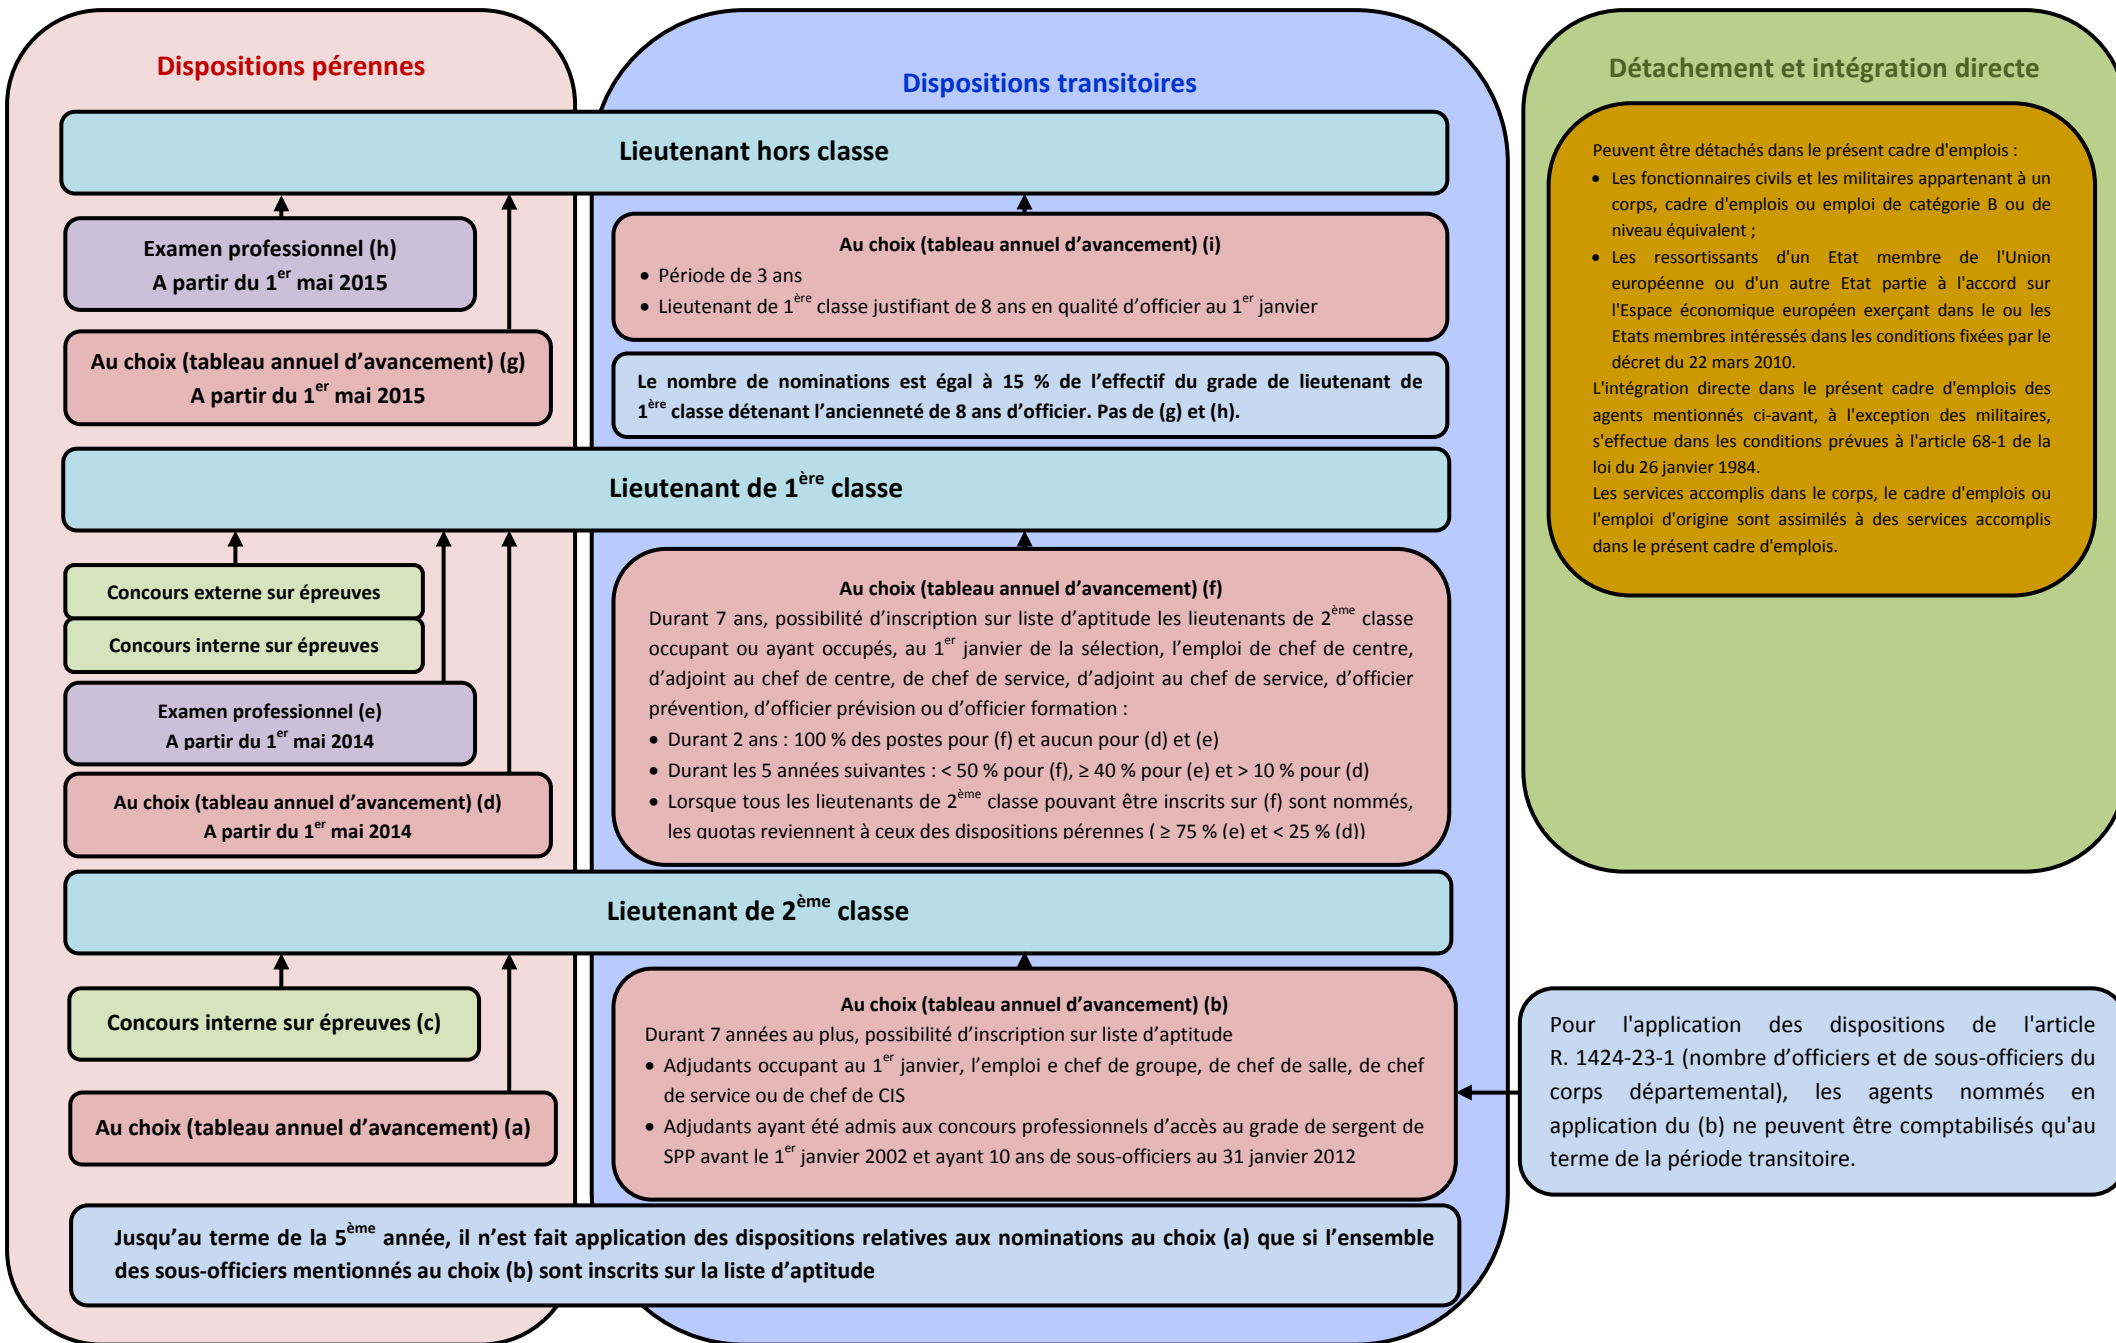 Dispositions pérennes
Dispositions transitoires
Détachement et intégration directe
Lieutenant hors classe
Examen professionnel (h)
A partir du 1er mai 2015
Au choix (tableau annuel d’avancement) (g)
A partir du 1er mai 2015
Au choix (tableau annuel d’avancement) (i)
• Période de 3 ans
• Lieutenant de 1ère classe justifiant de 8 ans en qualité d’officier au 1er janvier
Le nombre de nominations est égal à 15 % de l’effectif du grade de lieutenant de
1ère classe détenant l’ancienneté de 8 ans d’officier. Pas de (g) et (h).
Peuvent être détachés dans le présent cadre d'emplois :
• Les fonctionnaires civils et les militaires appartenant à un
corps, cadre d'emplois ou emploi de catégorie B ou de
niveau équivalent ;
• Les ressortissants d'un Etat membre de l'Union
européenne ou d'un autre Etat partie à l'accord sur
l'Espace économique européen exerçant dans le ou les
Etats membres intéressés dans les conditions fixées par le
décret du 22 mars 2010.
L'intégration directe dans le présent cadre d'emplois des
agents mentionnés ci-avant, à l'exception des militaires,
s'effectue dans les conditions prévues à l'article 68-1 de la
loi du 26 janvier 1984.
Les services accomplis dans le corps, le cadre d'emplois ou
l'emploi d'origine sont assimilés à des services accomplis
dans le présent cadre d'emplois.
Lieutenant de 1ère classe
Concours externe sur épreuves
Concours interne sur épreuves
Examen professionnel (e)
A partir du 1er mai 2014
Au choix (tableau annuel d’avancement) (d)
A partir du 1er mai 2014
Au choix (tableau annuel d’avancement) (f)
Durant 7 ans, possibilité d’inscription sur liste d’aptitude les lieutenants de 2ème classe
occupant ou ayant occupés, au 1er janvier de la sélection, l’emploi de chef de centre,
d’adjoint au chef de centre, de chef de service, d’adjoint au chef de service, d’officier
prévention, d’officier prévision ou d’officier formation :
• Durant 2 ans : 100 % des postes pour (f) et aucun pour (d) et (e)
• Durant les 5 années suivantes : < 50 % pour (f), ≥ 40 % pour (e) et > 10 % pour (d)
• Lorsque tous les lieutenants de 2ème classe pouvant être inscrits sur (f) sont nommés,
les quotas reviennent à ceux des dispositions pérennes ( ≥ 75 % (e) et < 25 % (d))
Lieutenant de 2ème classe
Concours interne sur épreuves (c)
Au choix (tableau annuel d’avancement) (a)
Au choix (tableau annuel d’avancement) (b)
Durant 7 années au plus, possibilité d’inscription sur liste d’aptitude
• Adjudants occupant au 1er janvier, l’emploi e chef de groupe, de chef de salle, de chef
de service ou de chef de CIS
• Adjudants ayant été admis aux concours professionnels d’accès au grade de sergent de
SPP avant le 1er janvier 2002 et ayant 10 ans de sous-officiers au 31 janvier 2012
Pour l'application des dispositions de l'article
R. 1424-23-1 (nombre d’officiers et de sous-officiers du
corps départemental), les agents nommés en
application du (b) ne peuvent être comptabilisés qu'au
terme de la période transitoire.
Jusqu’au terme de la 5ème année, il n’est fait application des dispositions relatives aux nominations au choix (a) que si l’ensemble
des sous-officiers mentionnés au choix (b) sont inscrits sur la liste d’aptitude